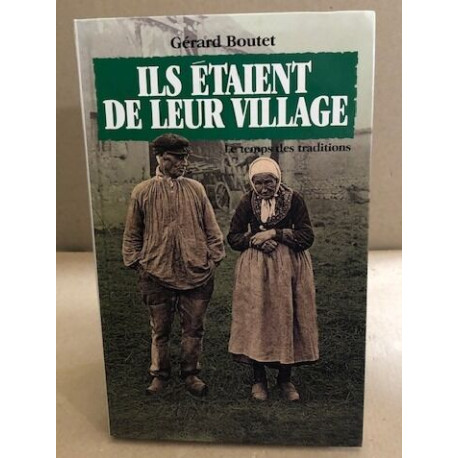 Gérard Boutet
ILS ÉTAIENT
DE LEUR VILLAGE
Le temps des traditions